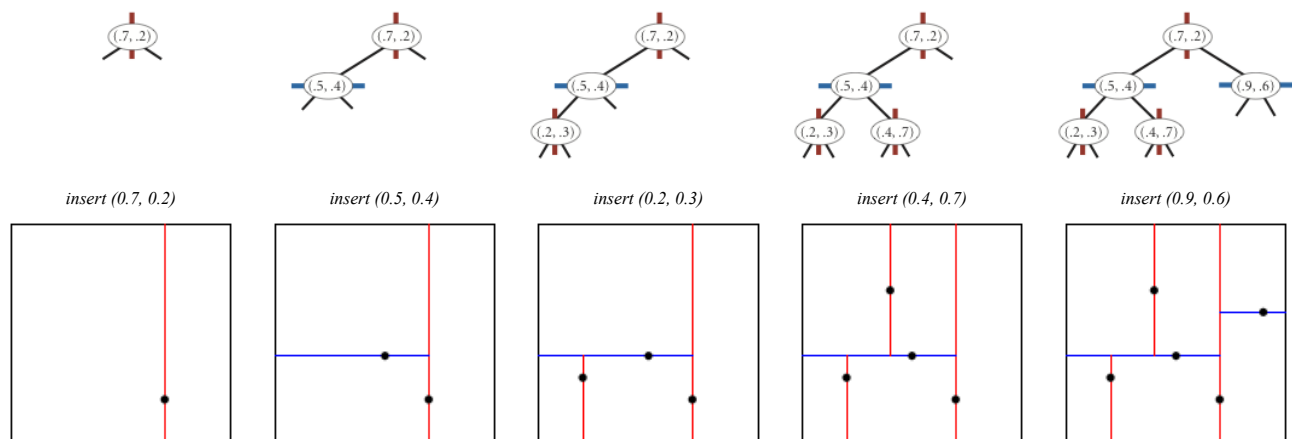 (.7, .2)
(.7, .2)
(.5, .4)
(.7, .2)
(.5, .4)
(.2, .3)
(.7, .2)
(.5, .4)
(.2, .3) (.4, .7)
(.7, .2)
(.5, .4) (.9, .6)
(.2, .3) (.4, .7)
insert (0.7, 0.2)
insert (0.5, 0.4)
insert (0.2, 0.3)
insert (0.4, 0.7)
insert (0.9, 0.6)